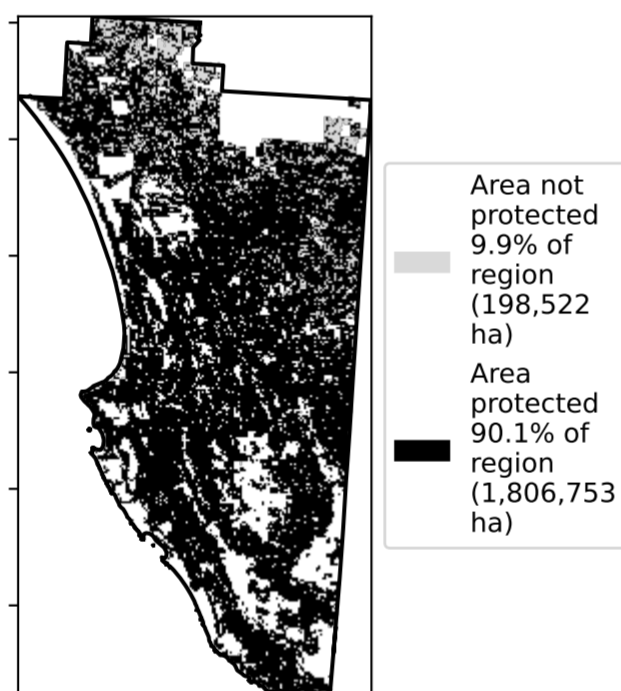 Area not
protected
9.9% of
region
(198,522
ha)
Area
protected
90.1% of
region
(1,806,753
ha)